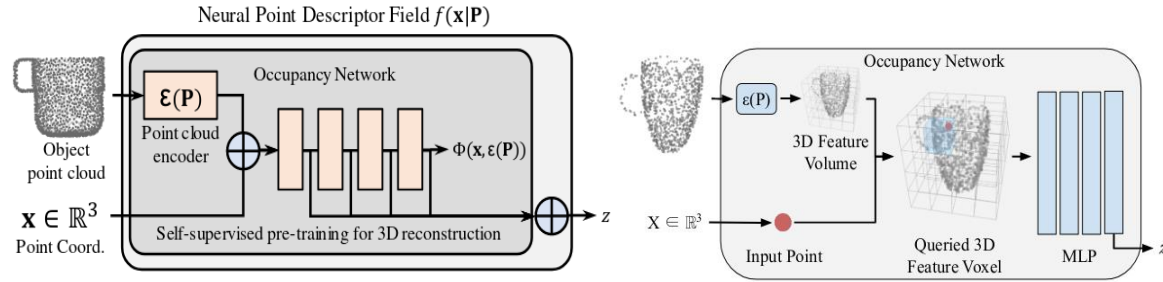 Neural Point Descriptor Field f(x|P)
Occupancy Network
Ɛ(P)
Point cloud
encoder
Object
point cloud
Φ(x, ε(P))
x ∈ ℝ³
Point Coord.
Self-supervised pre-training for 3D reconstruction
z
Occupancy Network
ε(P)
3D Feature
Volume
X ∈ ℝ³
Input Point
Queried 3D
Feature Voxel
MLP
z